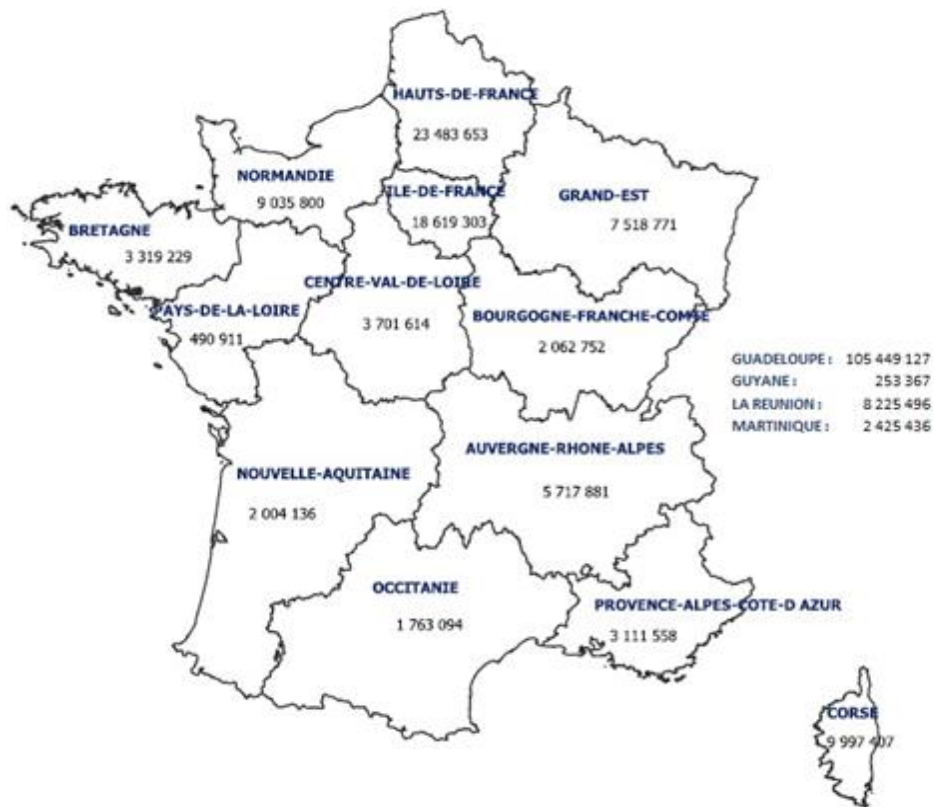 HAUTS-DE-FRANCE
23 483 653
NORMANDIE
9 035 800
ILE-DE-FRANCE
18 619 303
GRAND-EST
7 518 771
BRETAGNE
3 319 229
CENTRE-VAL-DE-LOIRE
3 701 614
PAYS-DE-LA-LOIRE
490 911
BOURGOGNE-FRANCHE-COMTE
2 062 752
GUADELOUPE : 105 449 127
GUYANE : 253 367
LA REUNION : 8 225 496
MARTINIQUE : 2 425 436
AUVERGNE-RHONE-ALPES
5 717 881
NOUVELLE-AQUITAINE
2 004 136
OCCITANIE
1 763 094
PROVENCE-ALPES-COTE-D AZUR
3 111 558
CORSE
9 997 407